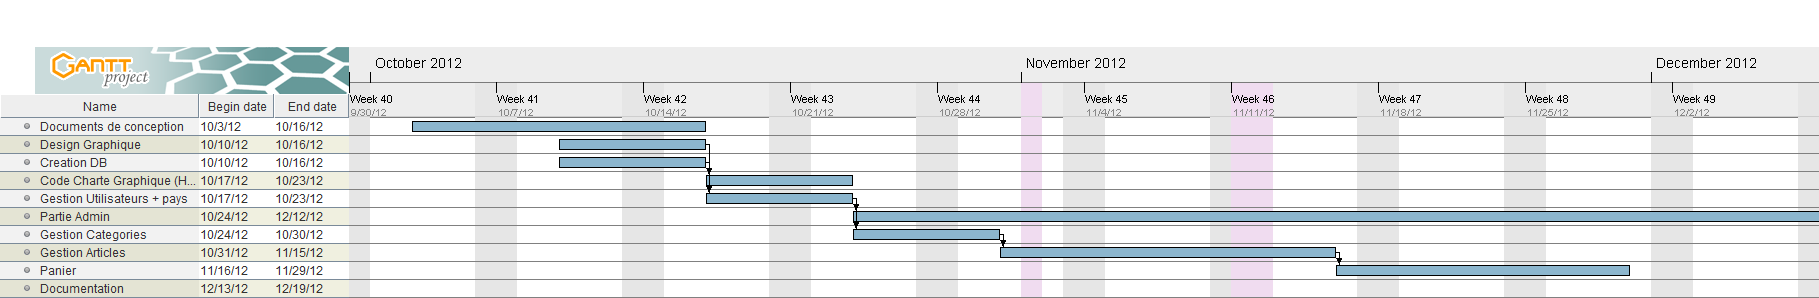 GANTT
project
October 2012 November 2012 December 2012
Name Begin date End date
Week 40 Week 41 Week 42 Week 43 Week 44 Week 45 Week 46 Week 47 Week 48 Week 49
9/30/12 10/7/12 10/14/12 10/21/12 10/28/12 11/4/12 11/11/12 11/18/12 11/25/12 12/2/12
Documents de conception 10/3/12 10/16/12
Design Graphique 10/10/12 10/16/12
Creation DB 10/10/12 10/16/12
Code Charte Graphique (H... 10/17/12 10/23/12
Gestion Utilisateurs + pays 10/17/12 10/23/12
Partie Admin 10/24/12 12/12/12
Gestion Categories 10/24/12 10/30/12
Gestion Articles 10/31/12 11/15/12
Panier 11/16/12 11/29/12
Documentation 12/13/12 12/19/12